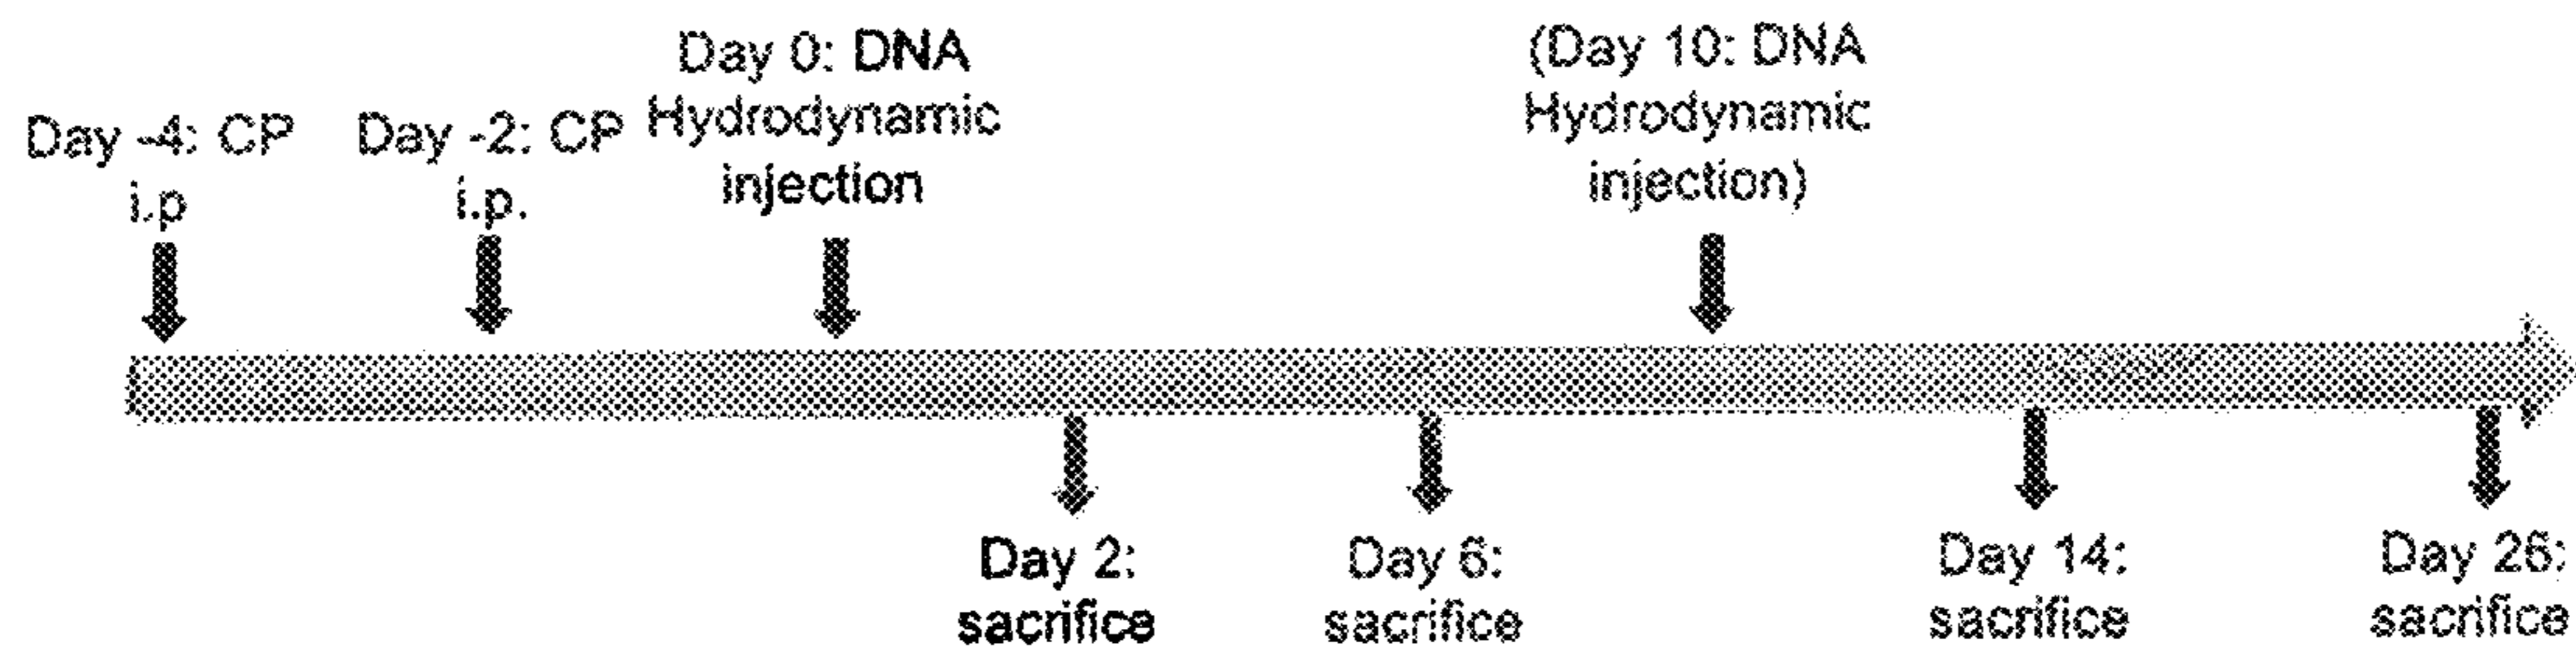 Day -4: CP
i.p
Day -2: CP
i.p.
Day 0: DNA
Hydrodynamic
injection
(Day 10: DNA
Hydrodynamic
injection)
Day 2:
sacrifice
Day 6:
sacrifice
Day 14:
sacrifice
Day 26:
sacrifice